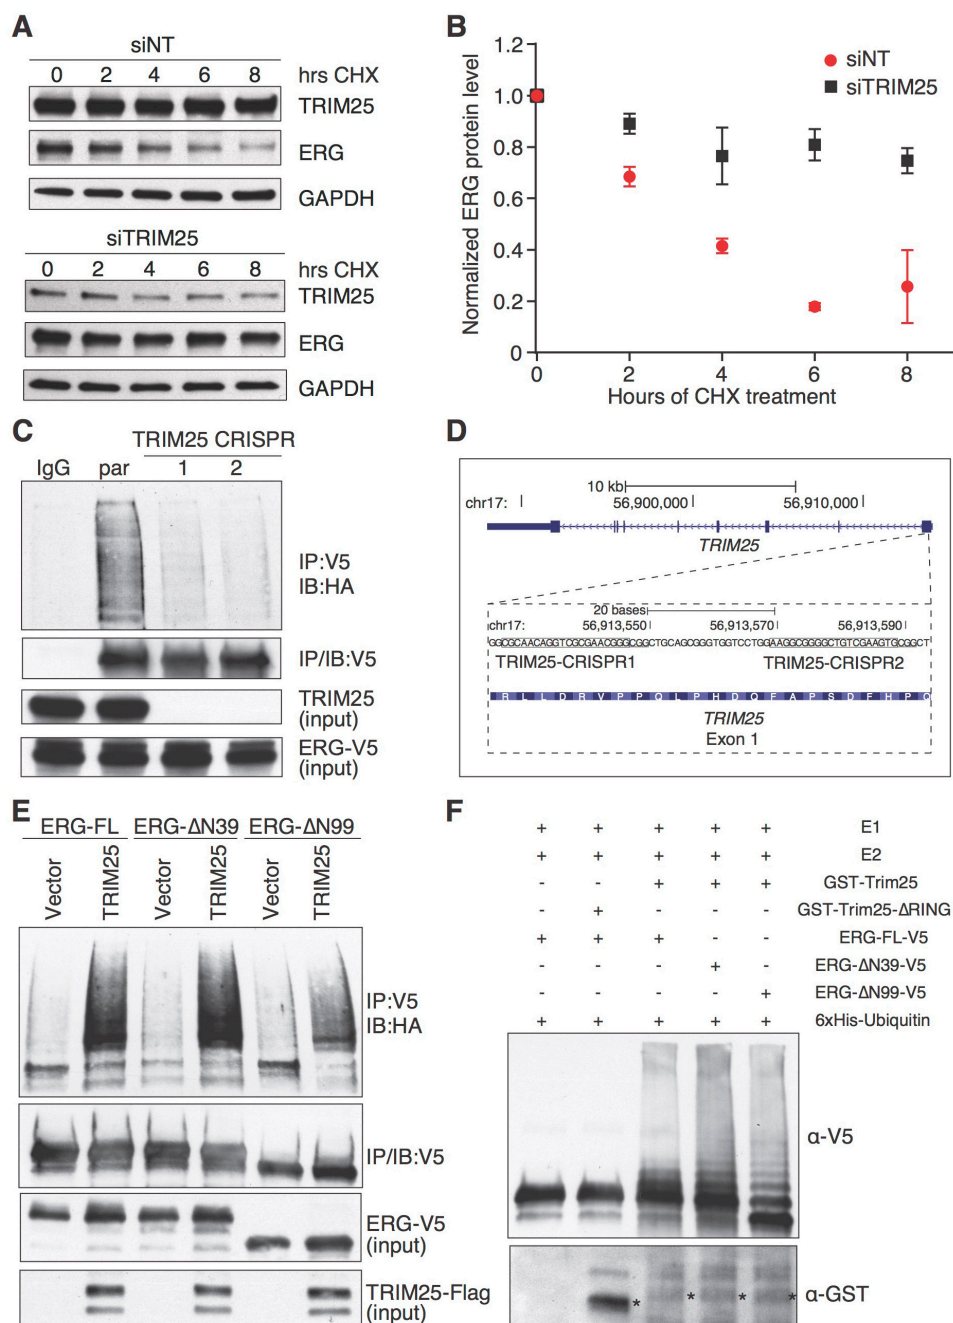 A
siNT
0 2 4 6 8 hrs CHX
TRIM25
ERG
GAPDH
siTRIM25
0 2 4 6 8 hrs CHX
TRIM25
ERG
GAPDH
B
Normalized ERG protein level
1.2
1.0
0.8
0.6
0.4
0.2
0
0 2 4 6 8
Hours of CHX treatment
siNT
siTRIM25
C
TRIM25 CRISPR
IgG par 1 2
IP:V5
IB:HA
IP/IB:V5
TRIM25
(input)
ERG-V5
(input)
D
10 kb
chr17: 56,900,000 56,910,000
TRIM25
20 bases
chr17: 56,913,550 56,913,570 56,913,590
GGCGCAACAGGTCGCGAACGGGCGGCTGCAGCGGGTGGTCCTGGAAGGCGGGGCTGTCGAAGTGCGGCT
TRIM25-CRISPR1 TRIM25-CRISPR2
R L L D R V P P Q L P H D Q F A P S D F H P Q
TRIM25
Exon 1
E
ERG-FL ERG-ΔN39 ERG-ΔN99
Vector TRIM25 Vector TRIM25 Vector TRIM25
IP:V5
IB:HA
IP/IB:V5
ERG-V5
(input)
TRIM25-Flag
(input)
F
+ + + + + E1
+ + + + + E2
- - + + + GST-Trim25
- + - - - GST-Trim25-ΔRING
+ + + - - ERG-FL-V5
- - - + - ERG-ΔN39-V5
- - - - + ERG-ΔN99-V5
+ + + + + 6xHis-Ubiquitin
α-V5
* * * * α-GST